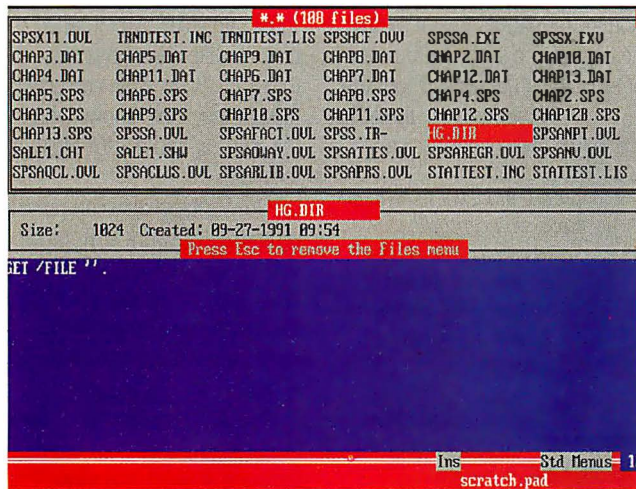 *.* (108 files)
SPSX11.OVL TRNDTEST.INC TRNDTEST.LIS SPSHCF.OVV SPSSA.EXE SPSSX.EXV
CHAP3.DAT CHAP5.DAT CHAP9.DAT CHAP8.DAT CHAP2.DAT CHAP10.DAT
CHAP4.DAT CHAP11.DAT CHAP6.DAT CHAP7.DAT CHAP12.DAT CHAP13.DAT
CHAP5.SPS CHAP6.SPS CHAP7.SPS CHAP8.SPS CHAP4.SPS CHAP2.SPS
CHAP3.SPS CHAP9.SPS CHAP10.SPS CHAP11.SPS CHAP12.SPS CHAP12B.SPS
CHAP13.SPS SPSSA.OVL SPSAFACT.OVL SPSS.TR~ HG.DIR SPSANPT.OVL
SALE1.CHT SALE1.SHW SPSAOWAY.OVL SPSATTES.OVL SPSAREGR.OVL SPSANV.OVL
SPSAQCL.OVL SPSACLUS.OVL SPSARLIB.OVL SPSAPRS.OVL STATTEST.INC STATTEST.LIS
HG.DIR
Size: 1024 Created: 09-27-1991 09:54
Press Esc to remove the Files menu
GET /FILE ''.
Ins Std Menus 1
scratch.pad